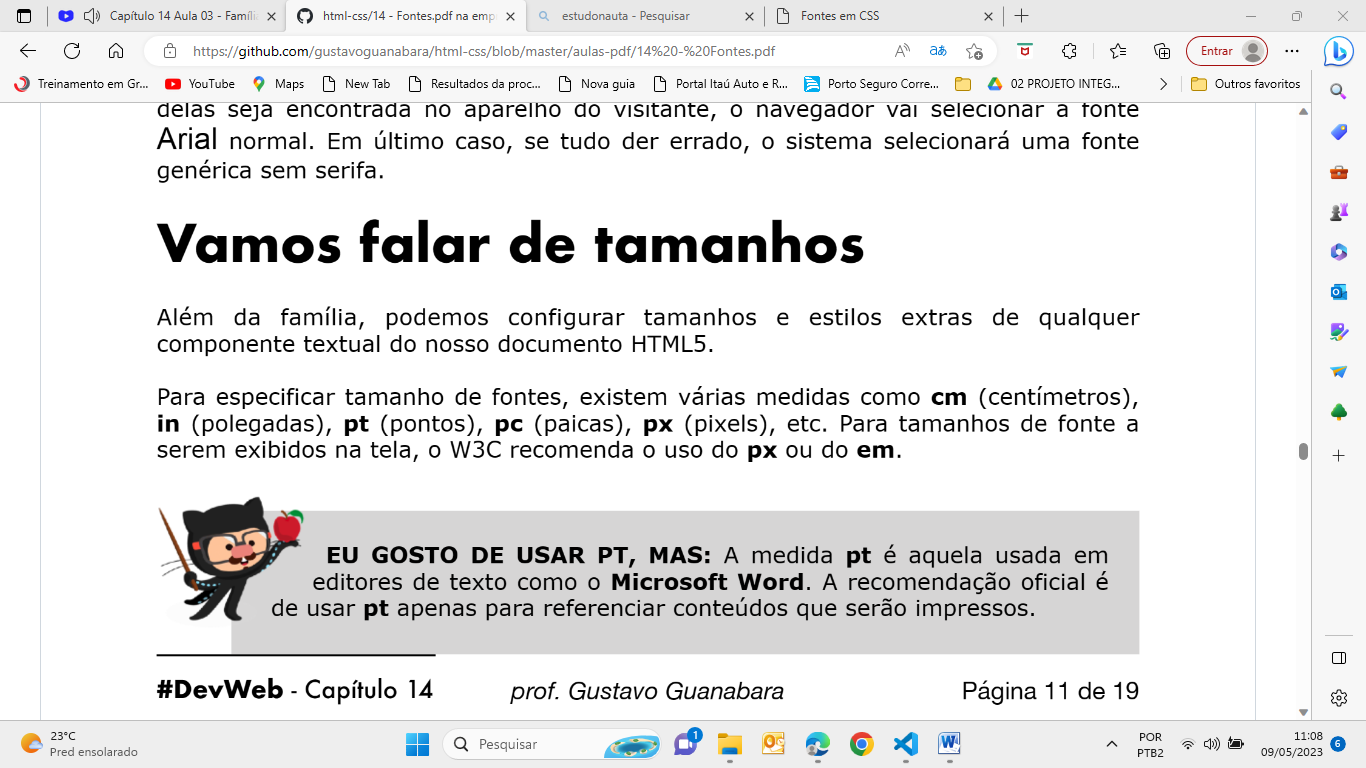 Capítulo 14 Aula 03 - Famíli
html-css/14 - Fontes.pdf na emp
estudonauta - Pesquisar
Fontes em CSS
https://github.com/gustavoguanabara/html-css/blob/master/aulas-pdf/14%20-%20Fontes.pdf
Entrar
Treinamento em Gr...
YouTube
Maps
New Tab
Resultados da proc...
Nova guia
Portal Itaú Auto e R...
Porto Seguro Corre...
02 PROJETO INTEG...
Outros favoritos
delas seja encontrada no aparelho do visitante, o navegador vai selecionar a fonte
Arial normal. Em último caso, se tudo der errado, o sistema selecionará uma fonte
genérica sem serifa.
Vamos falar de tamanhos
Além da família, podemos configurar tamanhos e estilos extras de qualquer
componente textual do nosso documento HTML5.
Para especificar tamanho de fontes, existem várias medidas como cm (centímetros),
in (polegadas), pt (pontos), pc (paicas), px (pixels), etc. Para tamanhos de fonte a
serem exibidos na tela, o W3C recomenda o uso do px ou do em.
EU GOSTO DE USAR PT, MAS: A medida pt é aquela usada em
editores de texto como o Microsoft Word. A recomendação oficial é
de usar pt apenas para referenciar conteúdos que serão impressos.
#DevWeb - Capítulo 14 prof. Gustavo Guanabara Página 11 de 19
23°C
Pred ensolarado
Pesquisar
1
POR
PTB2
11:08
09/05/2023
6